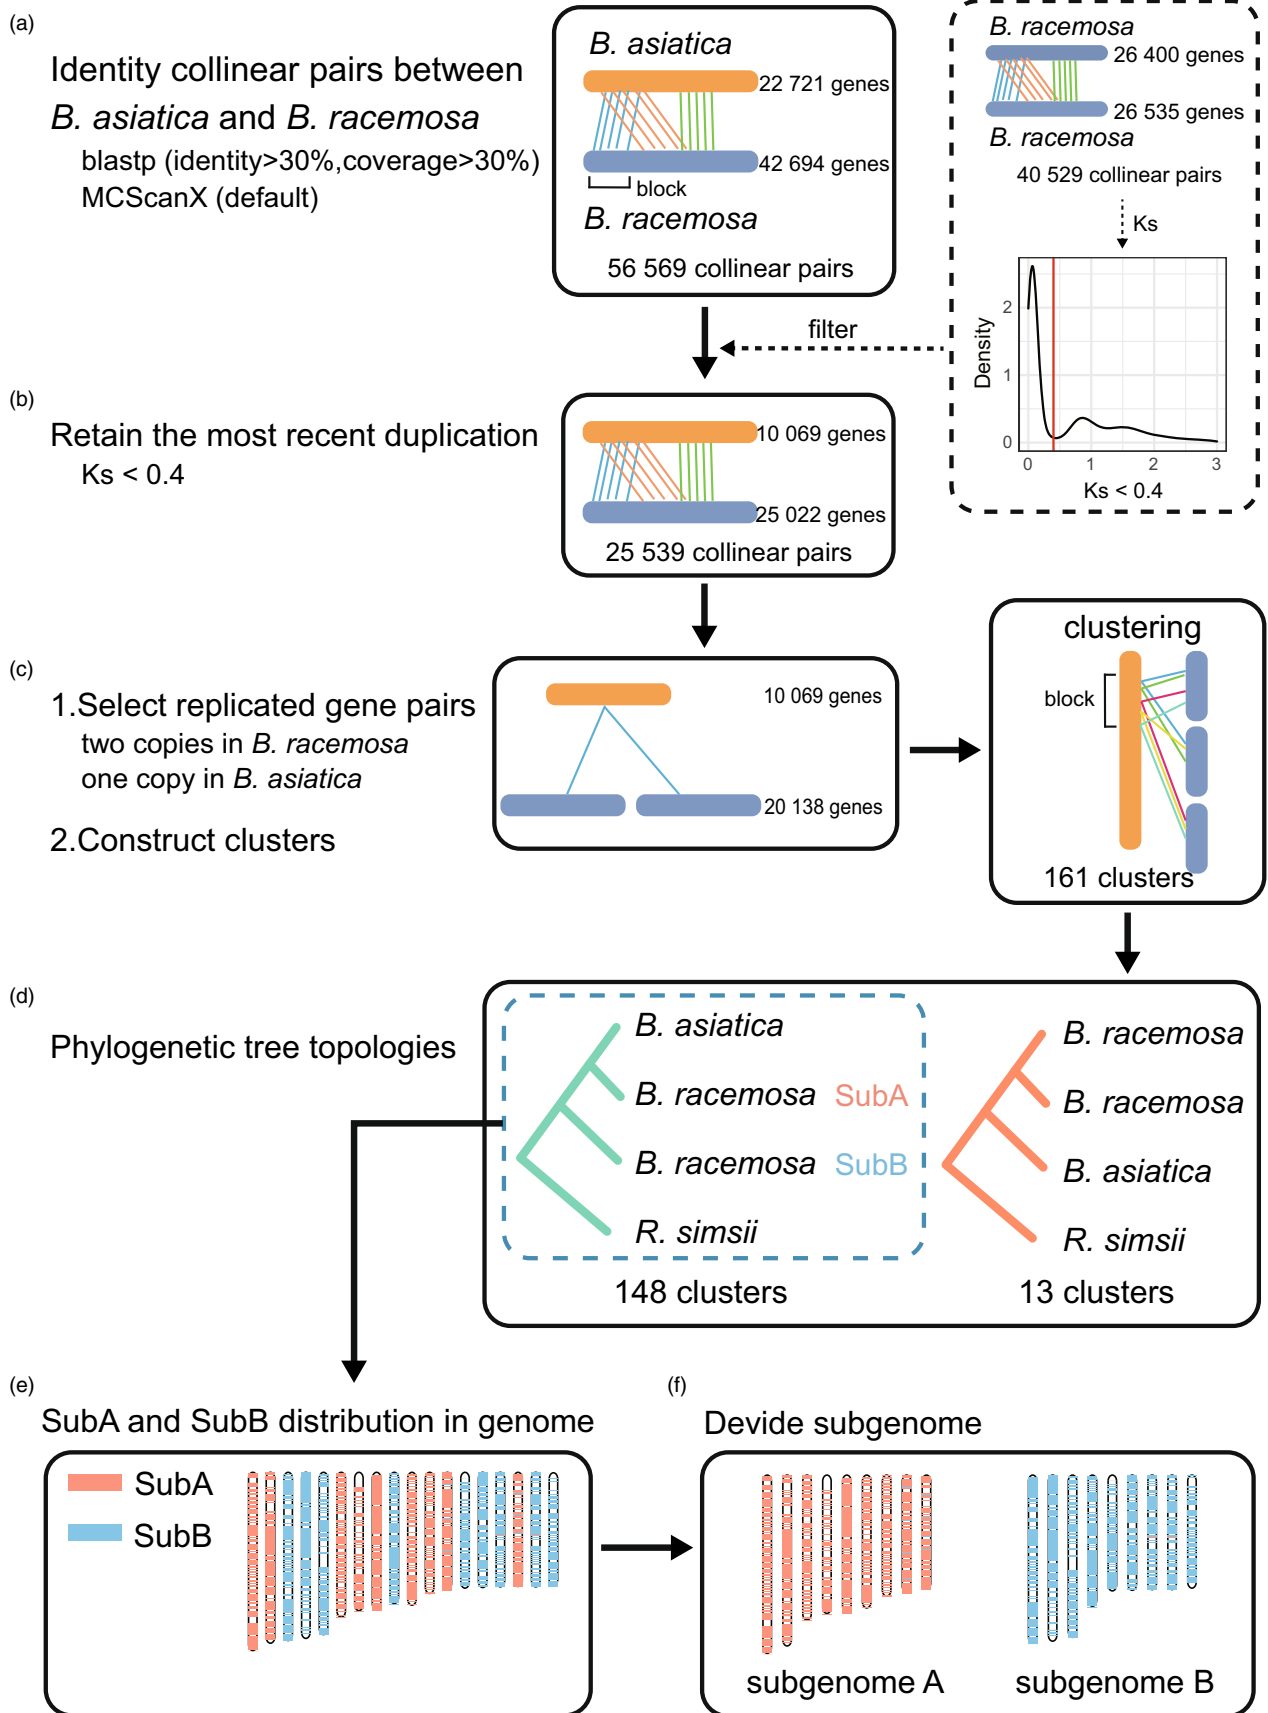 (a)
Identity collinear pairs between
B. asiatica and B. racemosa
blastp (identity>30%,coverage>30%)
MCScanX (default)
B. asiatica
22 721 genes
42 694 genes
block
B. racemosa
56 569 collinear pairs
B. racemosa
26 400 genes
26 535 genes
B. racemosa
40 529 collinear pairs
Ks
Density
2
1
0
0 1 2 3
Ks < 0.4
filter
(b)
Retain the most recent duplication
Ks < 0.4
10 069 genes
25 022 genes
25 539 collinear pairs
(c)
1.Select replicated gene pairs
two copies in B. racemosa
one copy in B. asiatica
2.Construct clusters
10 069 genes
20 138 genes
clustering
block
161 clusters
(d)
Phylogenetic tree topologies
B. asiatica
B. racemosa SubA
B. racemosa SubB
R. simsii
148 clusters
B. racemosa
B. racemosa
B. asiatica
R. simsii
13 clusters
(e)
SubA and SubB distribution in genome
SubA
SubB
(f)
Devide subgenome
subgenome A
subgenome B